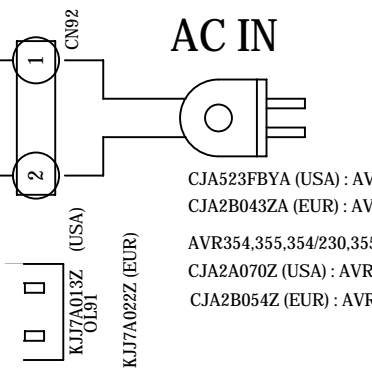 AC IN
CN92
1
2
CJA523FBYA (USA) : AV
CJA2B043ZA (EUR) : AV
AVR354,355,354/230,355
CJA2A070Z (USA) : AVR
CJA2B054Z (EUR) : AVR
KJJ7A013Z (USA)
OL91
KJJ7A022Z (EUR)